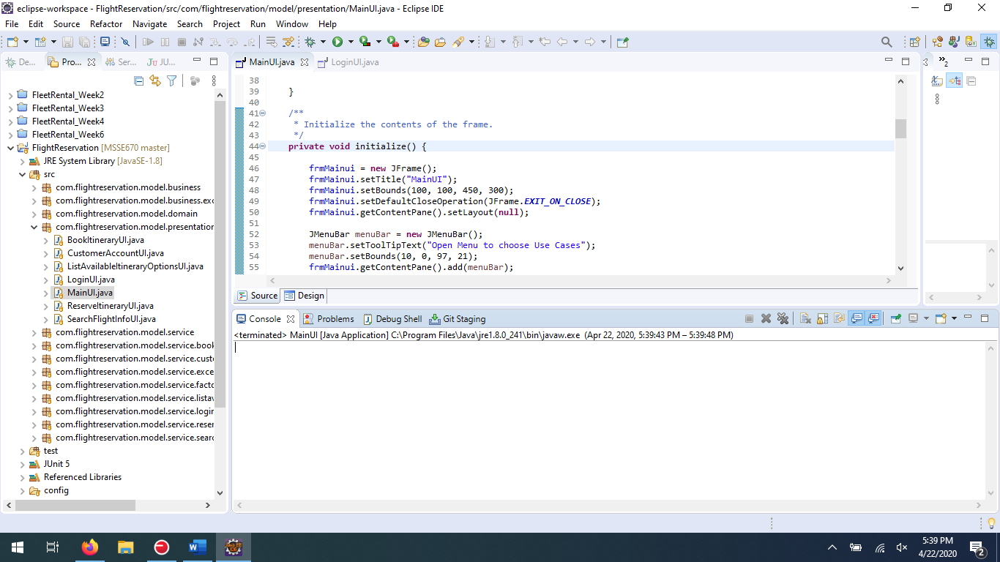 eclipse-workspace - FlightReservation/src/com/flightreservation/model/presentation/MainUI.java - Eclipse IDE
File Edit Source Refactor Navigate Search Project Run Window Help
De... Pro... Ser... JU...
MainUI.java LoginUI.java
2
FleetRental_Week2
FleetRental_Week3
FleetRental_Week4
FleetRental_Week6
FlightReservation [MSSE670 master]
JRE System Library [JavaSE-1.8]
src
com.flightreservation.model.business
com.flightreservation.model.business.exc
com.flightreservation.model.domain
com.flightreservation.model.presentation
BookItineraryUI.java
CustomerAccountUI.java
ListAvailableItineraryOptionsUI.java
LoginUI.java
MainUI.java
ReserveItineraryUI.java
SearchFlightInfoUI.java
com.flightreservation.model.service
com.flightreservation.model.service.book
com.flightreservation.model.service.custo
com.flightreservation.model.service.exce
com.flightreservation.model.service.facto
com.flightreservation.model.service.listav
com.flightreservation.model.service.login
com.flightreservation.model.service.reser
com.flightreservation.model.service.searc
test
JUnit 5
Referenced Libraries
config
38
39 }
40
41 /**
42 * Initialize the contents of the frame.
43 */
44 private void initialize() {
45
46 frmMainui = new JFrame();
47 frmMainui.setTitle("MainUI");
48 frmMainui.setBounds(100, 100, 450, 300);
49 frmMainui.setDefaultCloseOperation(JFrame.EXIT_ON_CLOSE);
50 frmMainui.getContentPane().setLayout(null);
51
52 JMenuBar menuBar = new JMenuBar();
53 menuBar.setToolTipText("Open Menu to choose Use Cases");
54 menuBar.setBounds(10, 0, 97, 21);
55 frmMainui.getContentPane().add(menuBar);
Source Design
Console Problems Debug Shell Git Staging
<terminated> MainUI [Java Application] C:\Program Files\Java\jre1.8.0_241\bin\javaw.exe (Apr 22, 2020, 5:39:43 PM – 5:39:48 PM)
5:39 PM
4/22/2020
2